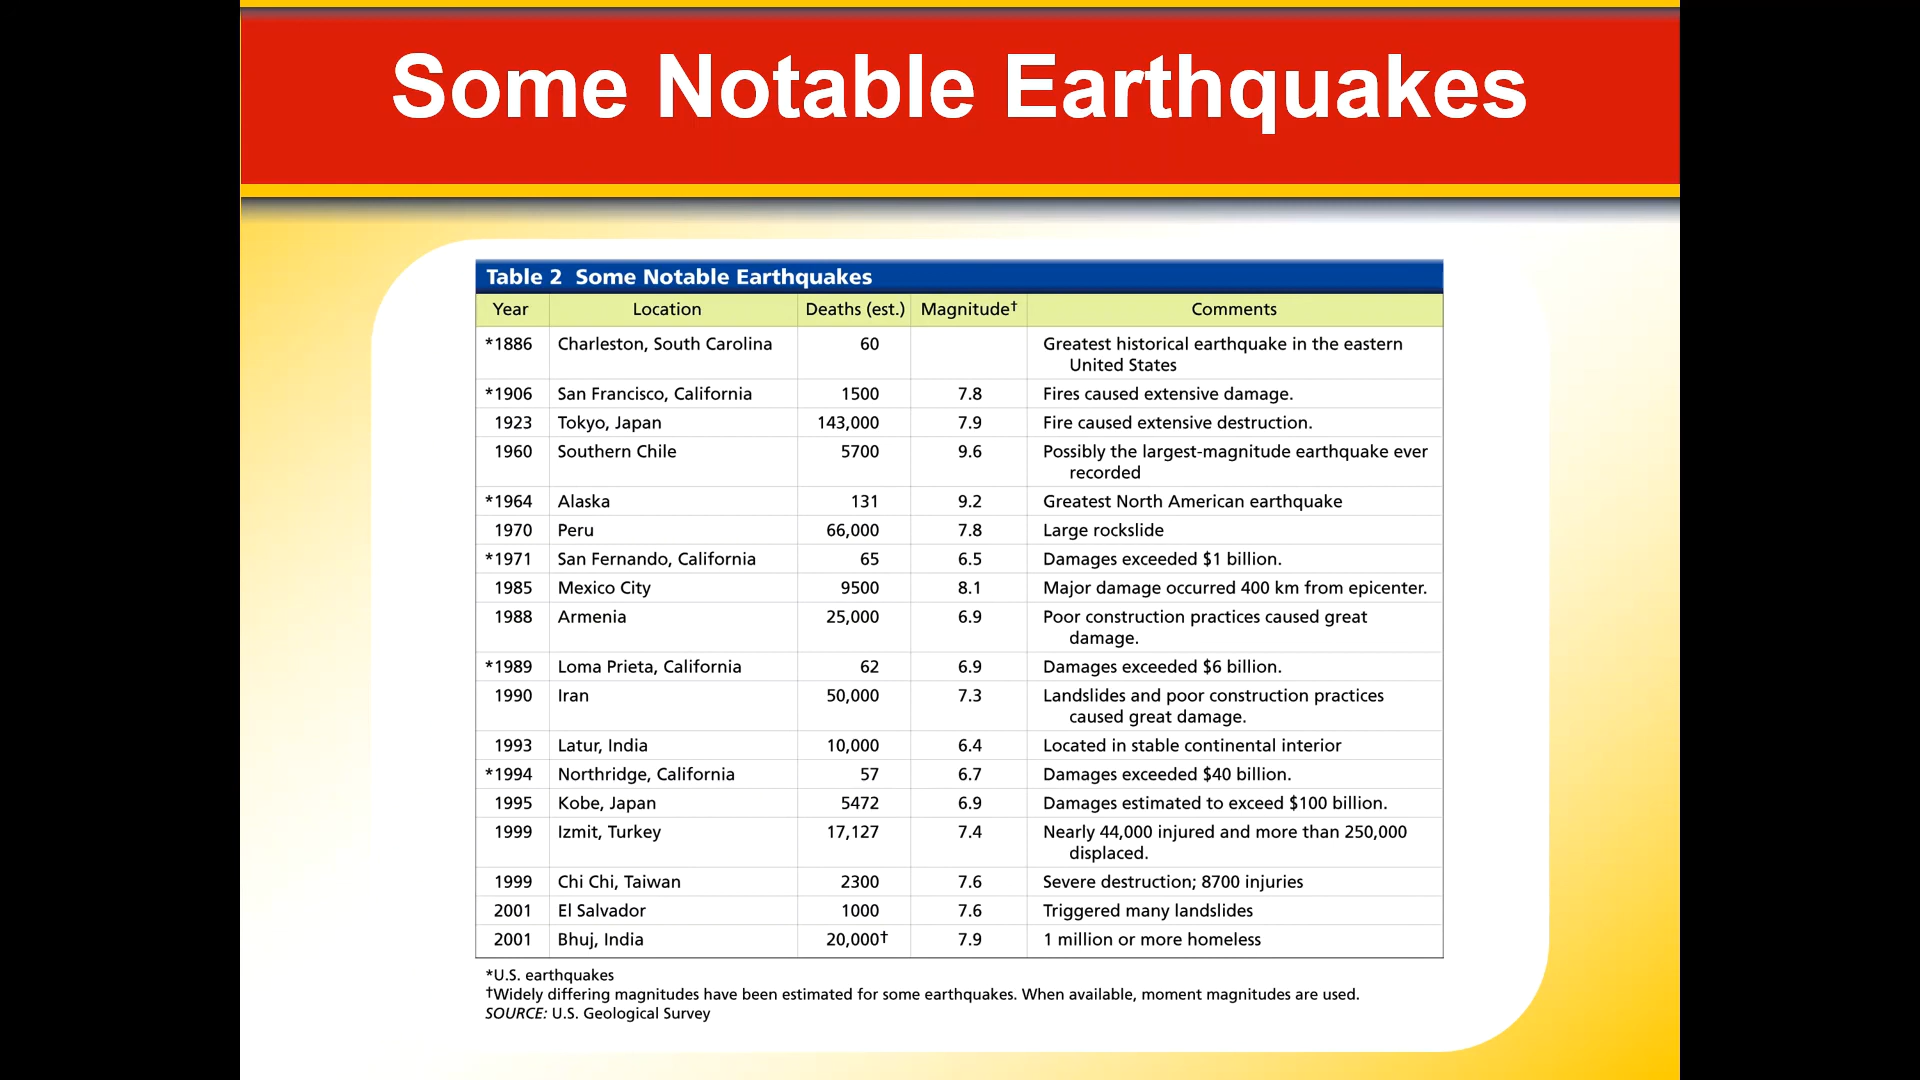 Some Notable Earthquakes
Table 2 Some Notable Earthquakes
Year Location Deaths (est.) Magnitude† Comments
*1886 Charleston, South Carolina 60 Greatest historical earthquake in the eastern
United States
*1906 San Francisco, California 1500 7.8 Fires caused extensive damage.
1923 Tokyo, Japan 143,000 7.9 Fire caused extensive destruction.
1960 Southern Chile 5700 9.6 Possibly the largest-magnitude earthquake ever
recorded
*1964 Alaska 131 9.2 Greatest North American earthquake
1970 Peru 66,000 7.8 Large rockslide
*1971 San Fernando, California 65 6.5 Damages exceeded $1 billion.
1985 Mexico City 9500 8.1 Major damage occurred 400 km from epicenter.
1988 Armenia 25,000 6.9 Poor construction practices caused great
damage.
*1989 Loma Prieta, California 62 6.9 Damages exceeded $6 billion.
1990 Iran 50,000 7.3 Landslides and poor construction practices
caused great damage.
1993 Latur, India 10,000 6.4 Located in stable continental interior
*1994 Northridge, California 57 6.7 Damages exceeded $40 billion.
1995 Kobe, Japan 5472 6.9 Damages estimated to exceed $100 billion.
1999 Izmit, Turkey 17,127 7.4 Nearly 44,000 injured and more than 250,000
displaced.
1999 Chi Chi, Taiwan 2300 7.6 Severe destruction; 8700 injuries
2001 El Salvador 1000 7.6 Triggered many landslides
2001 Bhuj, India 20,000† 7.9 1 million or more homeless
*U.S. earthquakes
†Widely differing magnitudes have been estimated for some earthquakes. When available, moment magnitudes are used.
SOURCE: U.S. Geological Survey